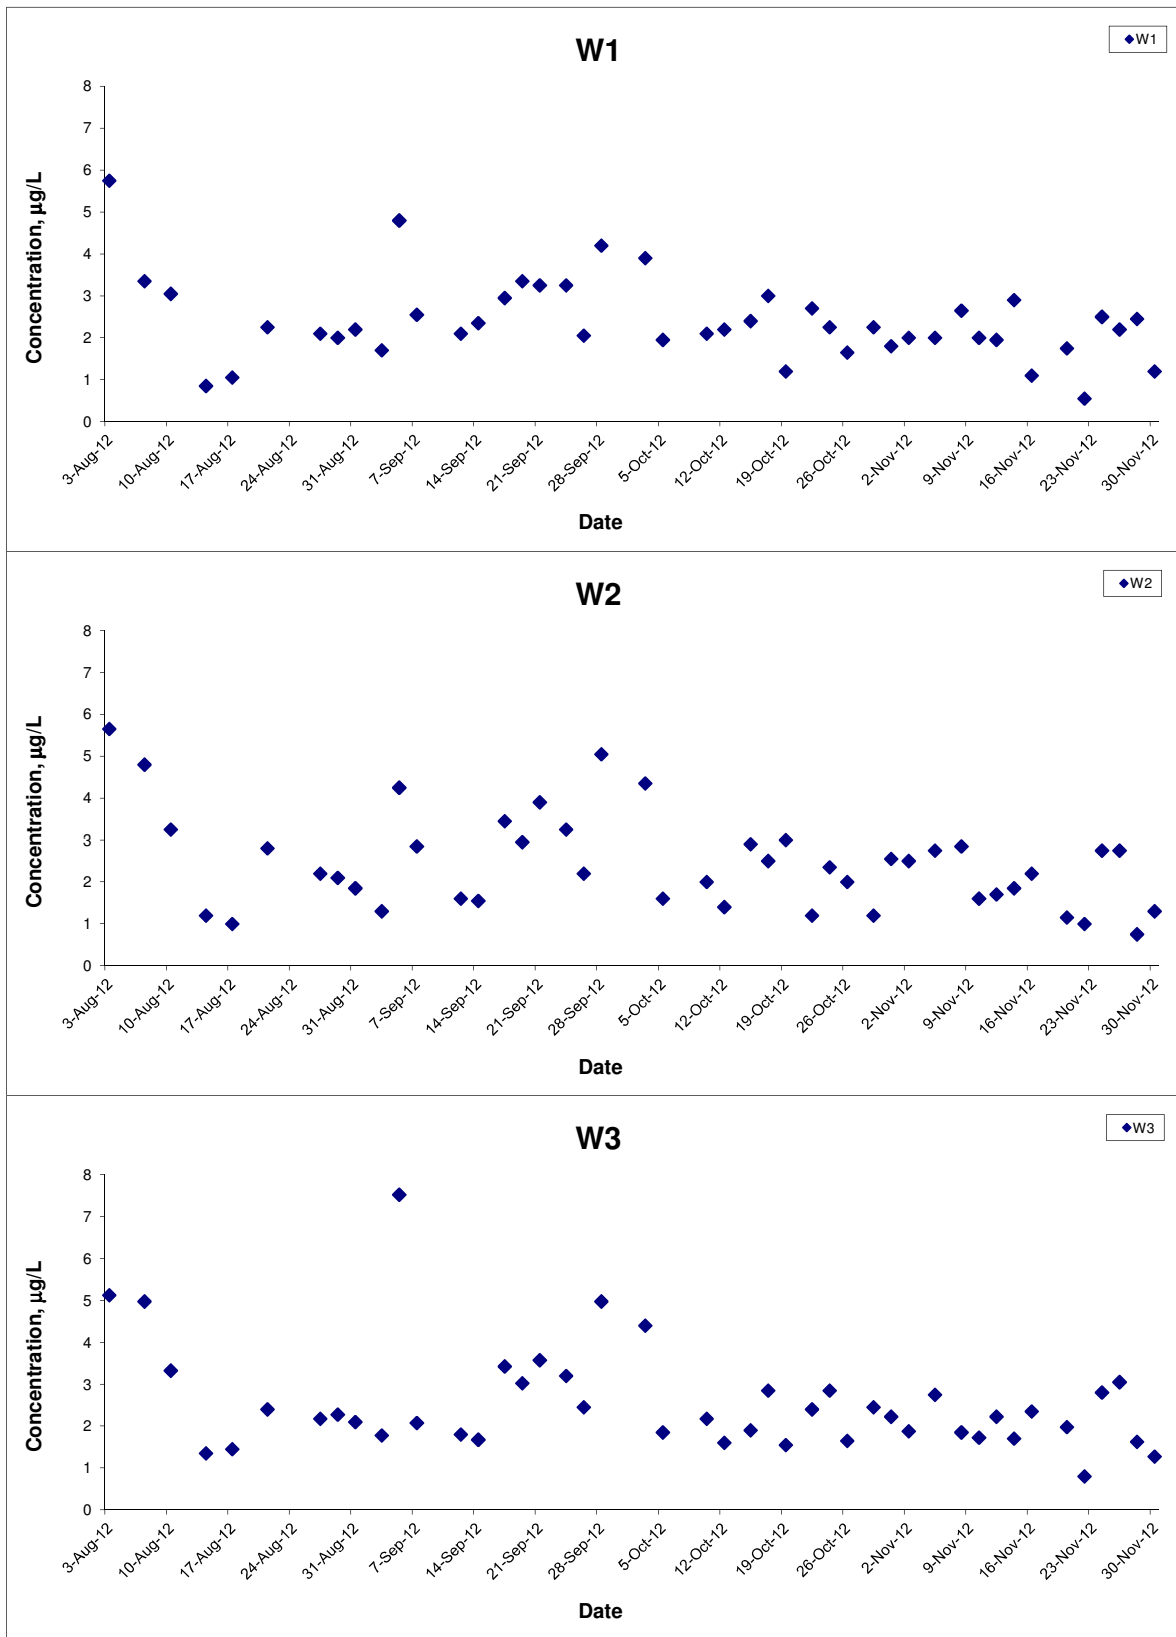 W1
W1
Concentration, µg/L
8
7
6
5
4
3
2
1
0
3-Aug-12
10-Aug-12
17-Aug-12
24-Aug-12
31-Aug-12
7-Sep-12
14-Sep-12
21-Sep-12
28-Sep-12
5-Oct-12
12-Oct-12
19-Oct-12
26-Oct-12
2-Nov-12
9-Nov-12
16-Nov-12
23-Nov-12
30-Nov-12
Date
W2
W2
Concentration, µg/L
8
7
6
5
4
3
2
1
0
3-Aug-12
10-Aug-12
17-Aug-12
24-Aug-12
31-Aug-12
7-Sep-12
14-Sep-12
21-Sep-12
28-Sep-12
5-Oct-12
12-Oct-12
19-Oct-12
26-Oct-12
2-Nov-12
9-Nov-12
16-Nov-12
23-Nov-12
30-Nov-12
Date
W3
W3
Concentration, µg/L
8
7
6
5
4
3
2
1
0
3-Aug-12
10-Aug-12
17-Aug-12
24-Aug-12
31-Aug-12
7-Sep-12
14-Sep-12
21-Sep-12
28-Sep-12
5-Oct-12
12-Oct-12
19-Oct-12
26-Oct-12
2-Nov-12
9-Nov-12
16-Nov-12
23-Nov-12
30-Nov-12
Date